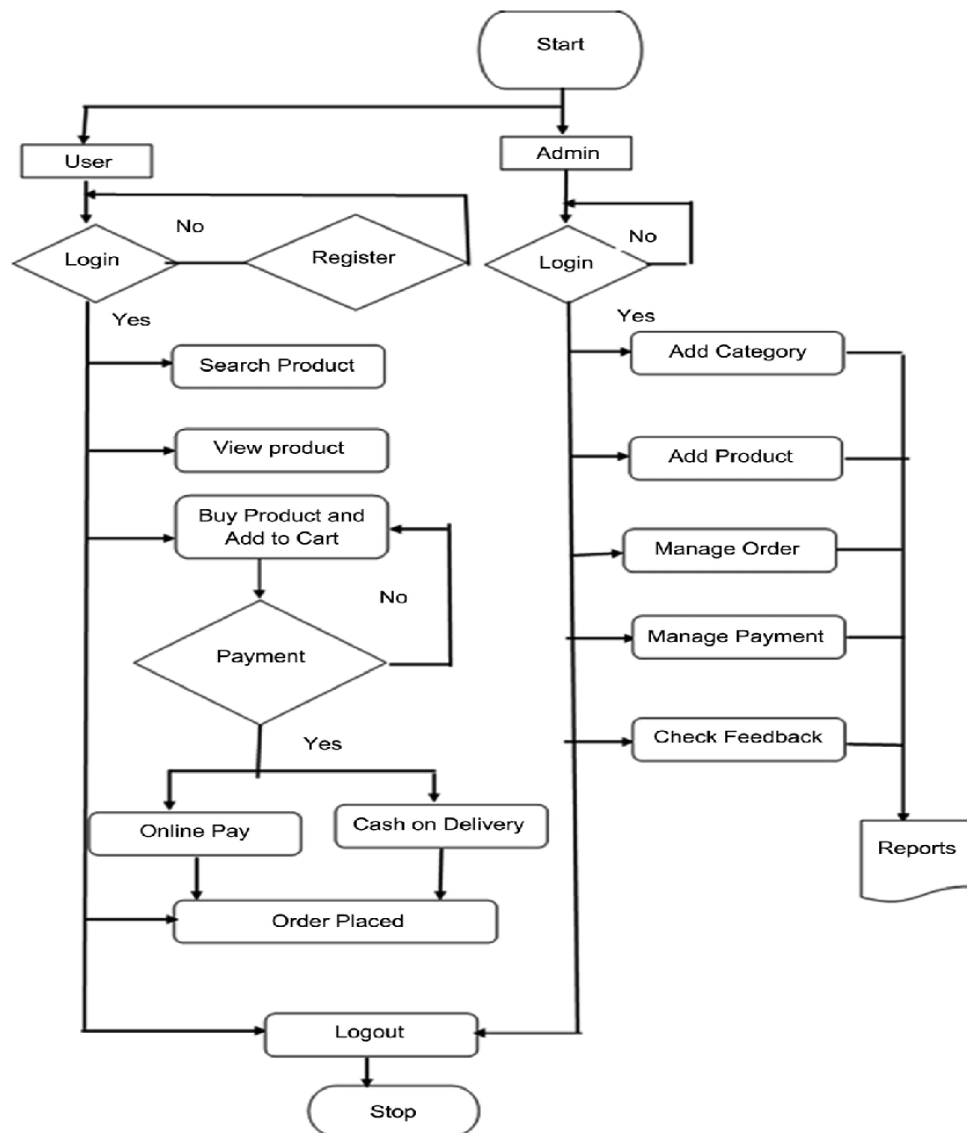 Start
User
Admin
No
Login
Register
No
Login
Yes
Yes
Search Product
Add Category
View product
Add Product
Buy Product and
Add to Cart
Manage Order
No
Payment
Manage Payment
Yes
Check Feedback
Online Pay
Cash on Delivery
Reports
Order Placed
Logout
Stop